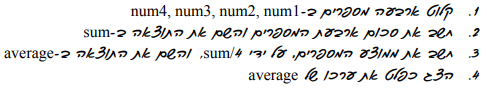 1. קלוט ארבעה מספרים ב-num4, num3, num2, num1
2. חשב את סכום ארבעת המספרים והשם את התוצאה ב-sum
3. חשב את ממוצע המספרים, על ידי sum/4, והשם את התוצאה ב-average
4. הצג כפלט את ערכו של average